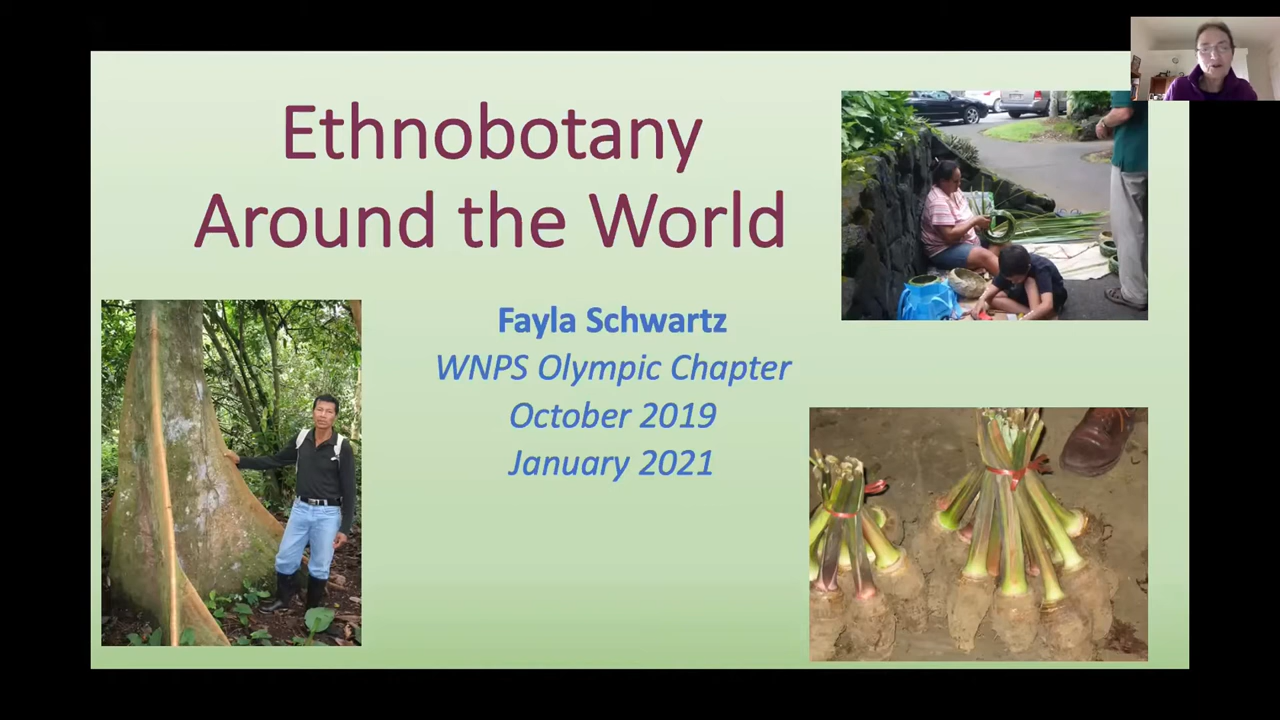 Ethnobotany
Around the World
Fayla Schwartz
WNPS Olympic Chapter
October 2019
January 2021